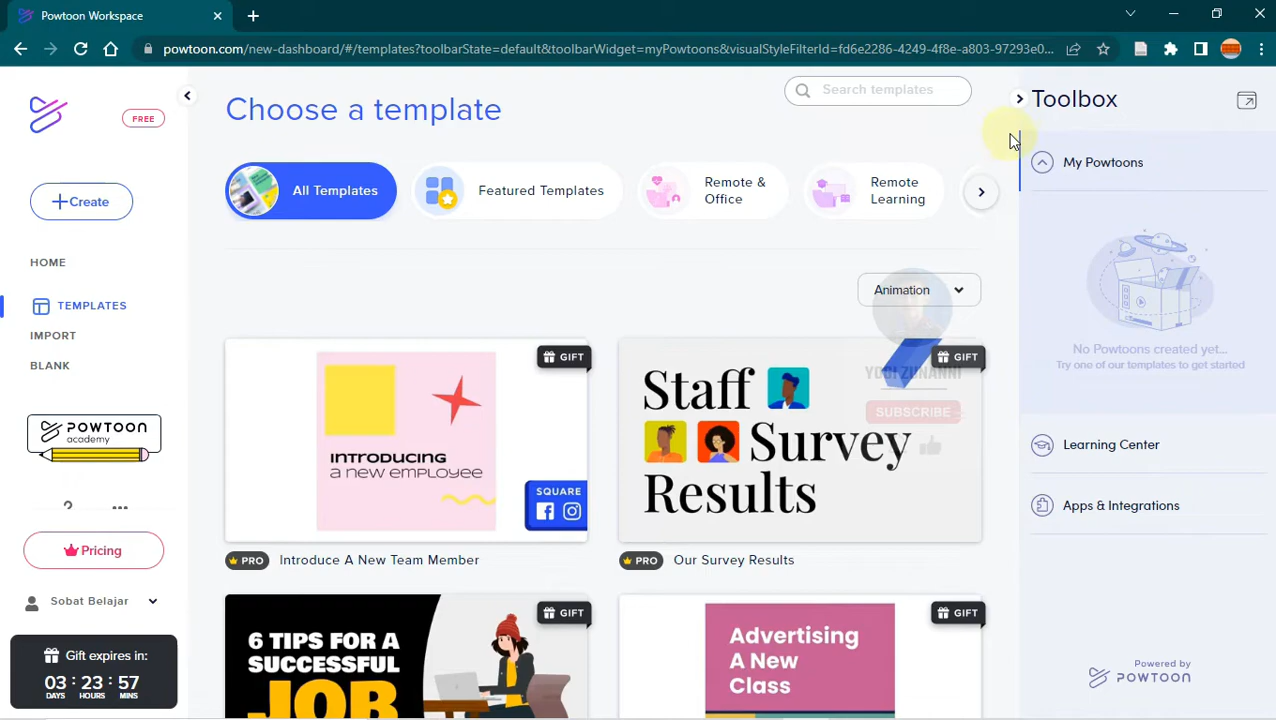 Powtoon Workspace
powtoon.com/new-dashboard/#/templates?toolbarState=default&toolbarWidget=myPowtoons&visualStyleFilterId=fd6e2286-4249-4f8e-a803-97293e0...
FREE
Create
HOME
TEMPLATES
IMPORT
BLANK
POWTOON
academy
?
...
Pricing
Sobat Belajar
Gift expires in:
03 : 23 : 57
DAYS HOURS MINS
Choose a template
Search templates
All Templates
Featured Templates
Remote &
Office
Remote
Learning
Animation
GIFT
INTRODUCING
a new employee
SQUARE
PRO
Introduce A New Team Member
GIFT
Staff
Survey
Results
SUBSCRIBE
PRO
Our Survey Results
GIFT
6 TIPS FOR A
SUCCESSFUL
JOB
GIFT
Advertising
A New
Class
Toolbox
My Powtoons
No Powtoons created yet...
Try one of our templates to get started
Learning Center
Apps & Integrations
Powered by
POWTOON